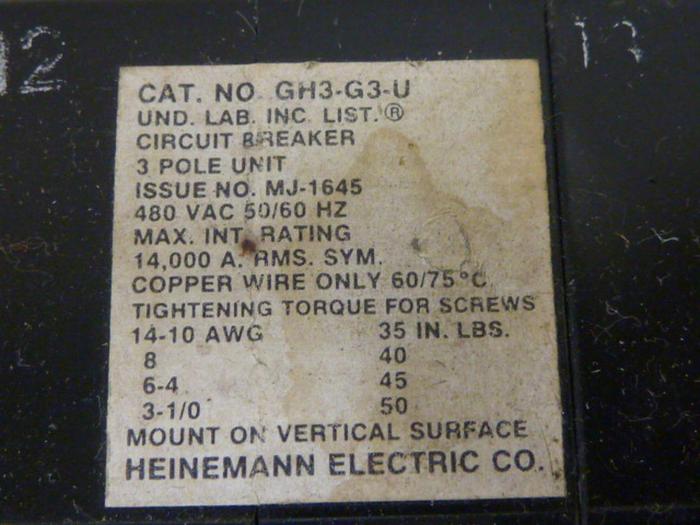 12
CAT. NO. GH3-G3-U
UND. LAB. INC. LIST.®
CIRCUIT BREAKER
3 POLE UNIT
ISSUE NO. MJ-1645
480 VAC 50/60 HZ
MAX. INT. RATING
14,000 A. RMS. SYM.
COPPER WIRE ONLY 60/75°C
TIGHTENING TORQUE FOR SCREWS
14-10 AWG 35 IN. LBS.
8 40
6-4 45
3-1/0 50
MOUNT ON VERTICAL SURFACE
HEINEMANN ELECTRIC CO.